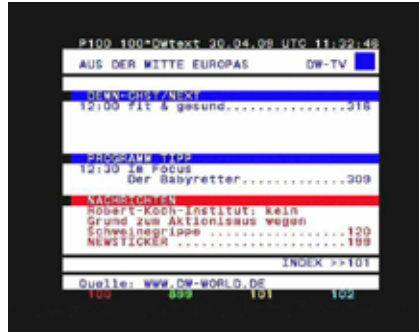 P100 100*DWtext 30.04.09 UTC 11:32:46
AUS DER MITTE EUROPAS DW-TV
DEMNÄCHST/NEXT
12:00 fit & gesund...............316
PROGRAMM TIPP
12:30 Im Focus
Der Babyretter.............309
NACHRICHTEN
Robert-Koch-Institut: kein
Grund zum Aktionismus wegen
Schweinegrippe .............120
NEWSTICKER .................199
INDEX >>101
Quelle: WWW.DW-WORLD.DE
100 899 101 102